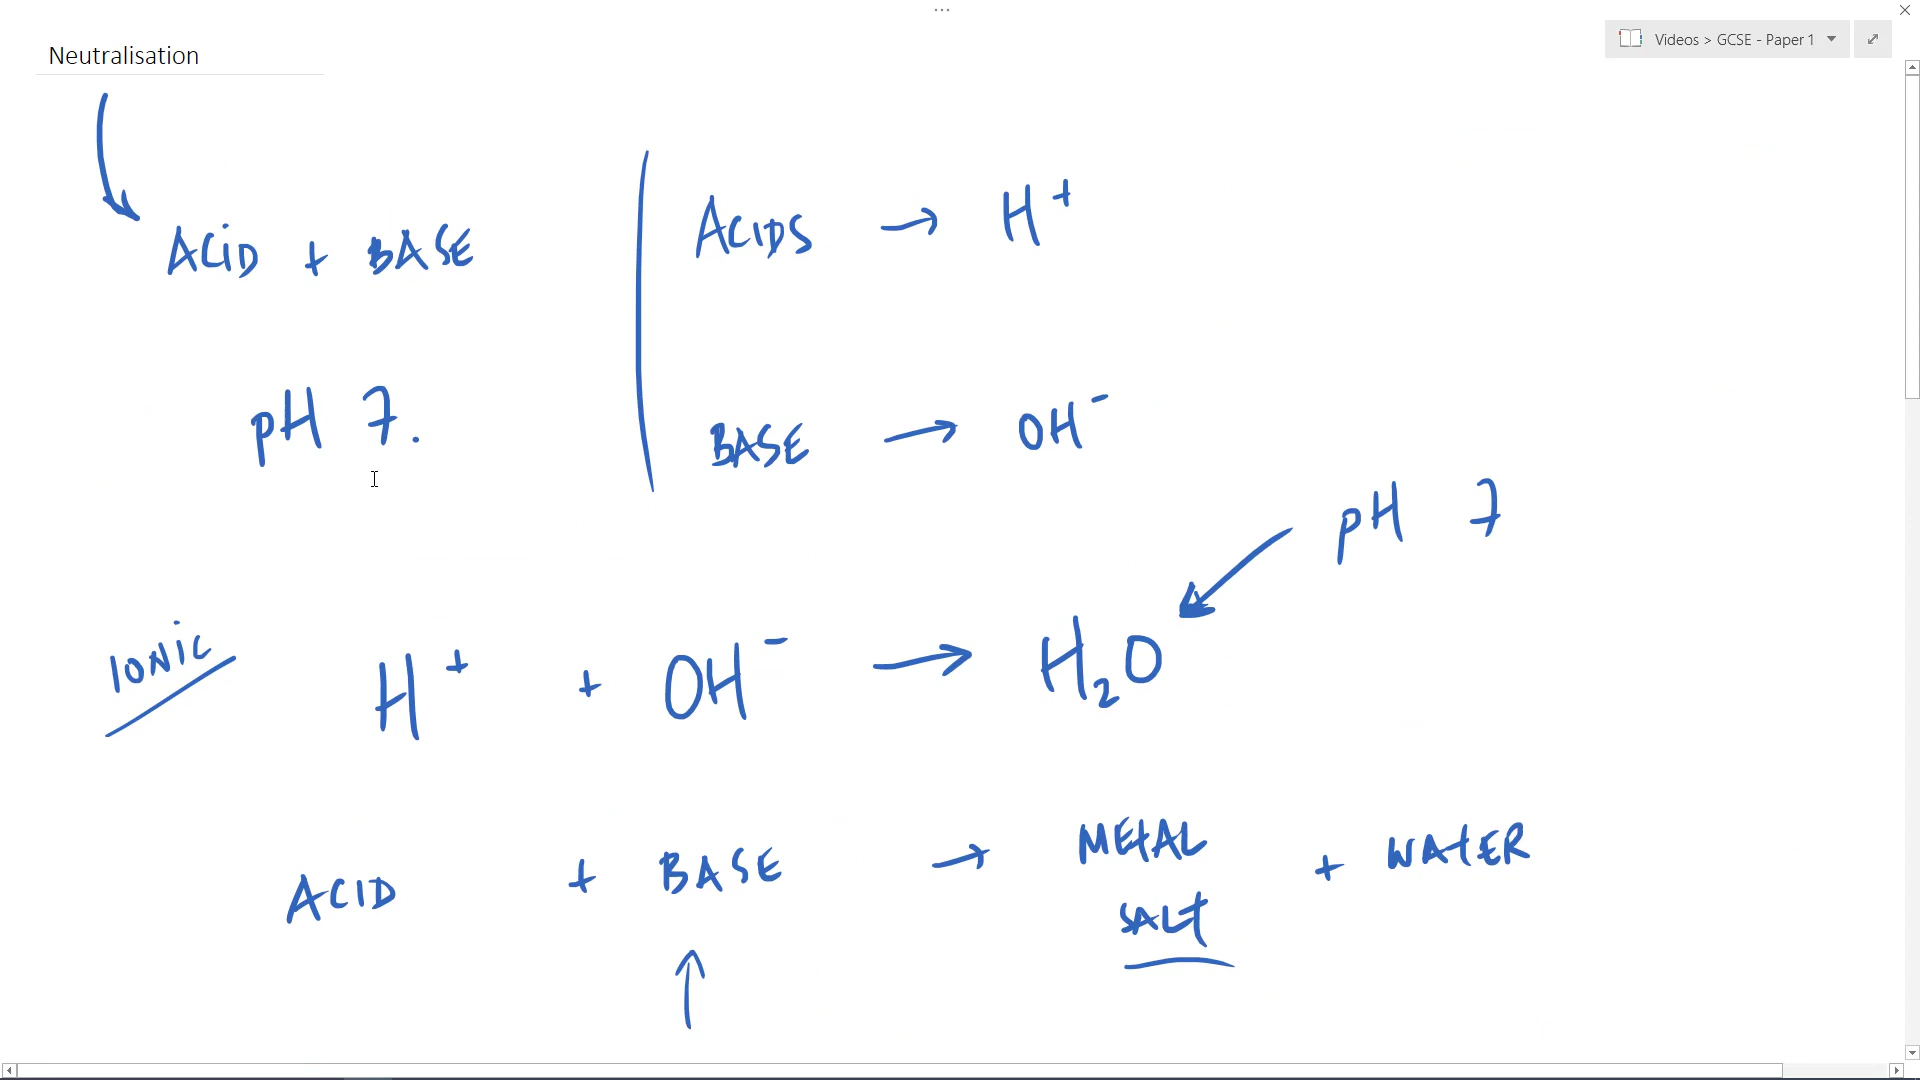 Neutralisation
Videos > GCSE - Paper 1
ACID + BASE
pH 7.
ACIDS → H⁺
BASE → OH⁻
pH 7
IONIC
H⁺ + OH⁻ → H₂O
ACID + BASE → METAL SALT + WATER